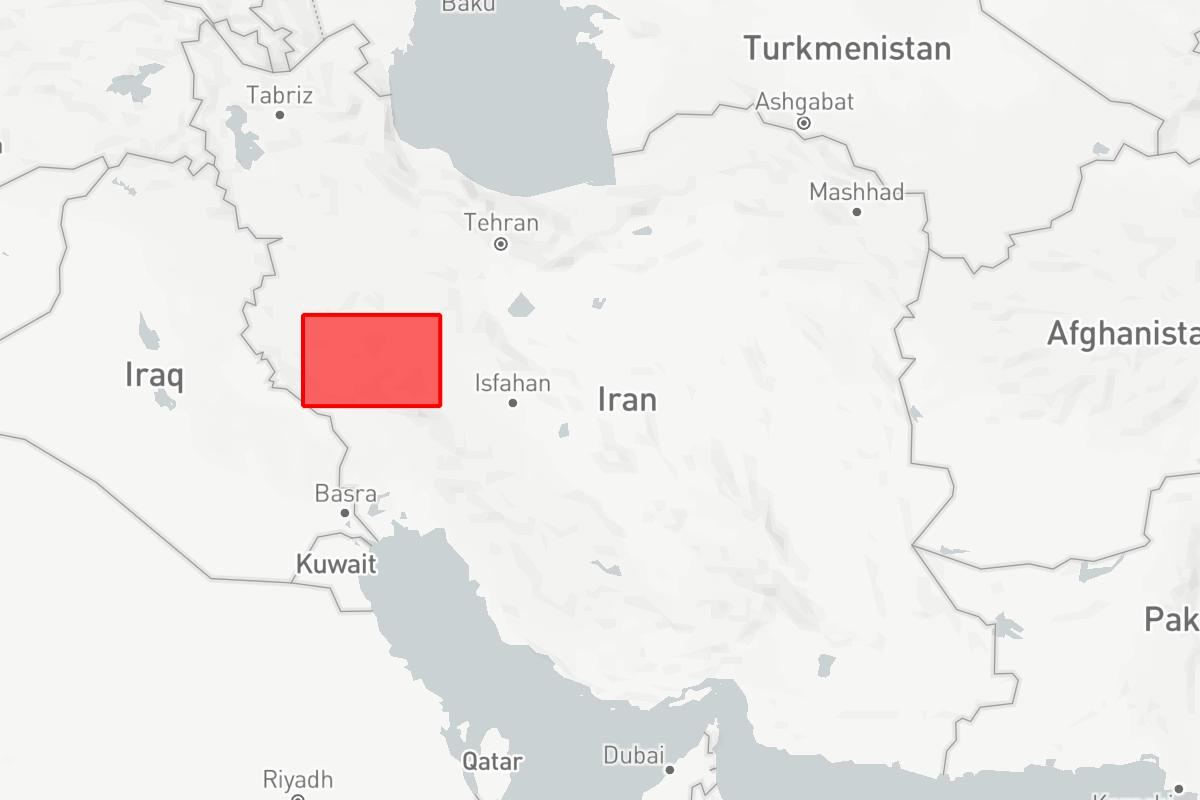 Baku
Turkmenistan
Tabriz
Ashgabat
Mashhad
Tehran
Afghanista
Iraq
Isfahan
Iran
Basra
Kuwait
Pak
Qatar
Dubai
Riyadh